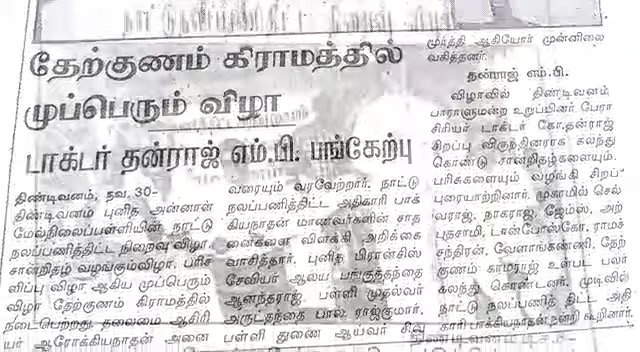 தேற்குணம் கிராமத்தில்
முப்பெரும் விழா
டாக்டர் தன்ராஜ் எம்.பி. பங்கேற்பு
திண்டிவனம், நவ, 30–
திண்டிவனம் புனித அன்னாள்
மேல்நிலைப்பள்ளியின் நாட்டு
நலப்பணித்திட்ட நிறைவு விழா
சான்றிதழ் வழங்கும்விழா, பரிச
ளிப்பு விழா, ஆகிய முப்பெரும்
விழா தேற்குணம் கிராமத்தில்
நடைபெற்றது. தலைமை ஆசிரி
யர் ஆரோக்கியநாதன் அனை
வரையும் வரவேற்றார். நாட்டு
நலப்பணித்திட்ட அதிகாரி பாக்
கியநாதன் மாணவர்களின் சாத
னைகளை விளக்கி அறிக்கை
வாசித்தார். புனித பிரான்சிஸ்
சேவியர் ஆலய பங்குத்தந்தை
ஆனந்தராஜ், பள்ளி முதல்வர்
அருட்தந்தை பால் ராஜ்குமார்,
பள்ளி துணை ஆய்வர் சிவ
மூர்த்தி ஆகியோர் முன்னிலை
வகித்தனர்.
தன்ராஜ் எம்.பி.
விழாவில் திண்டிவனம்
பாராளுமன்ற உறுப்பினர் பேரா
சிரியர் டாக்டர் கோ.தன்ராஜ்
சிறப்பு விருந்தினராக கலந்து
கொண்டு சான்றிதழ்களையும்,
பரிசுகளையும் வழங்கி சிறப்
புரையாற்றினார். முகாமில் செல்
வராஜ், நாகராஜ், ஜேம்ஸ், அற்
புதசாமி, டான்போஸ்கோ, ராமச்
சந்திரன், வேளாங்கண்ணி, தேற்
குணம் காமராஜ் உள்பட பலர்
கலந்து கொண்டனர். முடிவில்
நாட்டு நலப்பணித் திட்ட அதி
காரி பாக்கியநாதன் நன்றி கூறினார்.